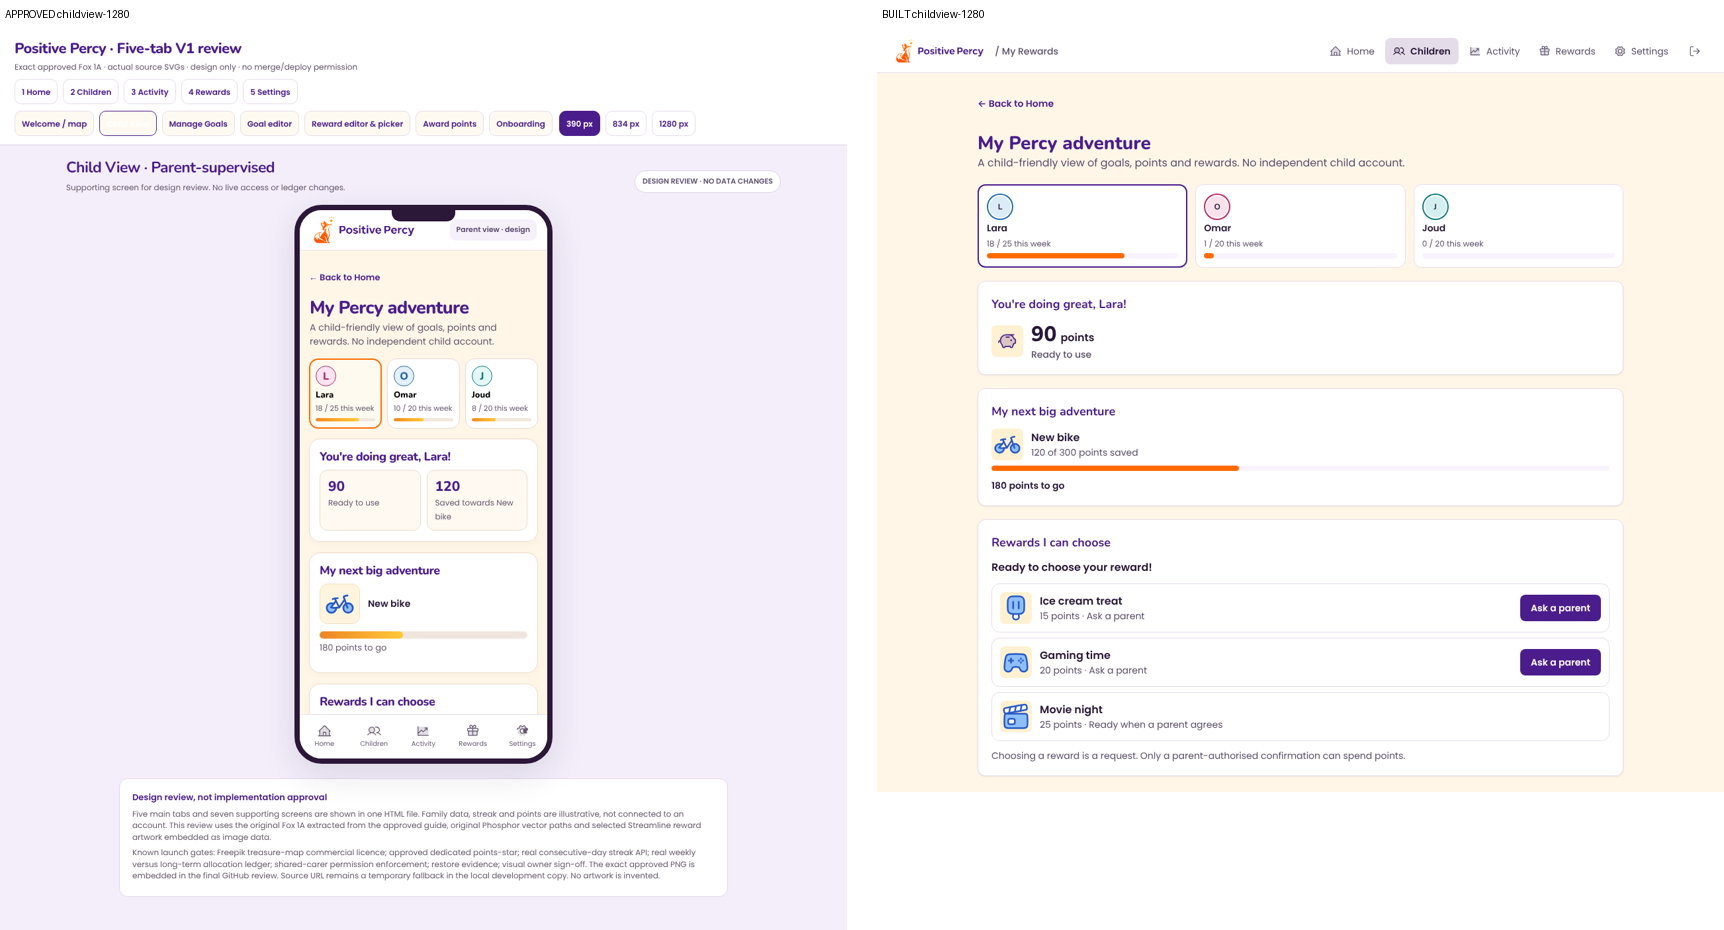 APPROVED childview-1280
Positive Percy · Five-tab V1 review
Exact approved Fox 1A · actual source SVGs · design only · no merge/deploy permission
1 Home
2 Children
3 Activity
4 Rewards
5 Settings
Welcome / map
Manage Goals
Goal editor
Reward editor & picker
Award points
Onboarding
390 px
834 px
1280 px
Child View · Parent-supervised
Supporting screen for design review. No live access or ledger changes.
DESIGN REVIEW · NO DATA CHANGES
Positive Percy
Parent view · design
← Back to Home
My Percy adventure
A child-friendly view of goals, points and
rewards. No independent child account.
L
Lara
18 / 25 this week
O
Omar
10 / 20 this week
J
Joud
8 / 20 this week
You're doing great, Lara!
90
Ready to use
120
Saved towards New
bike
My next big adventure
New bike
180 points to go
Rewards I can choose
Home
Children
Activity
Rewards
Settings
Design review, not implementation approval
Five main tabs and seven supporting screens are shown in one HTML file. Family data, streak and points are illustrative, not connected to an
account. This review uses the original Fox 1A extracted from the approved guide, original Phosphor vector paths and selected Streamline reward
artwork embedded as image data.
Known launch gates: Freepik treasure-map commercial licence; approved dedicated points-star; real consecutive-day streak API; real weekly
versus long-term allocation ledger; shared-carer permission enforcement; restore evidence; visual owner sign-off. The exact approved PNG is
embedded in the final GitHub review. Source URL remains a temporary fallback in the local development copy. No artwork is invented.
BUILT childview-1280
Positive Percy / My Rewards
Home
Children
Activity
Rewards
Settings
← Back to Home
My Percy adventure
A child-friendly view of goals, points and rewards. No independent child account.
L
Lara
18 / 25 this week
O
Omar
1 / 20 this week
J
Joud
0 / 20 this week
You're doing great, Lara!
90 points
Ready to use
My next big adventure
New bike
120 of 300 points saved
180 points to go
Rewards I can choose
Ready to choose your reward!
Ice cream treat
15 points · Ask a parent
Ask a parent
Gaming time
20 points · Ask a parent
Ask a parent
Movie night
25 points · Ready when a parent agrees
Choosing a reward is a request. Only a parent-authorised confirmation can spend points.